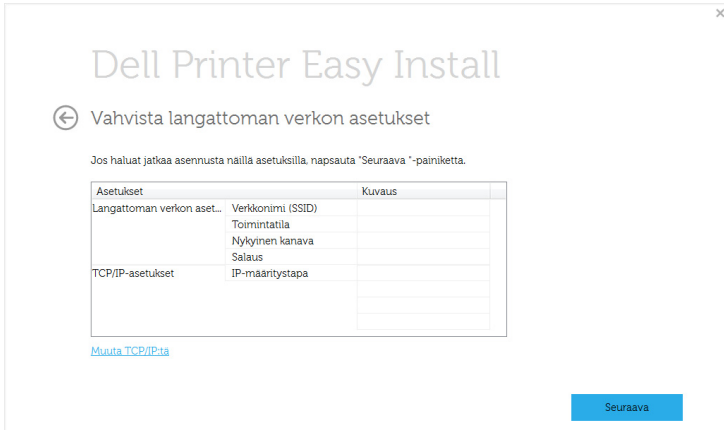 Dell Printer Easy Install
Vahvista langattoman verkon asetukset
Jos haluat jatkaa asennusta näillä asetuksilla, napsauta "Seuraava "-painiketta.
Asetukset Kuvaus
Langattoman verkon aset... Verkkonimi (SSID)
Toimintatila
Nykyinen kanava
Salaus
TCP/IP-asetukset IP-määritystapa
Muuta TCP/IP:tä
Seuraava